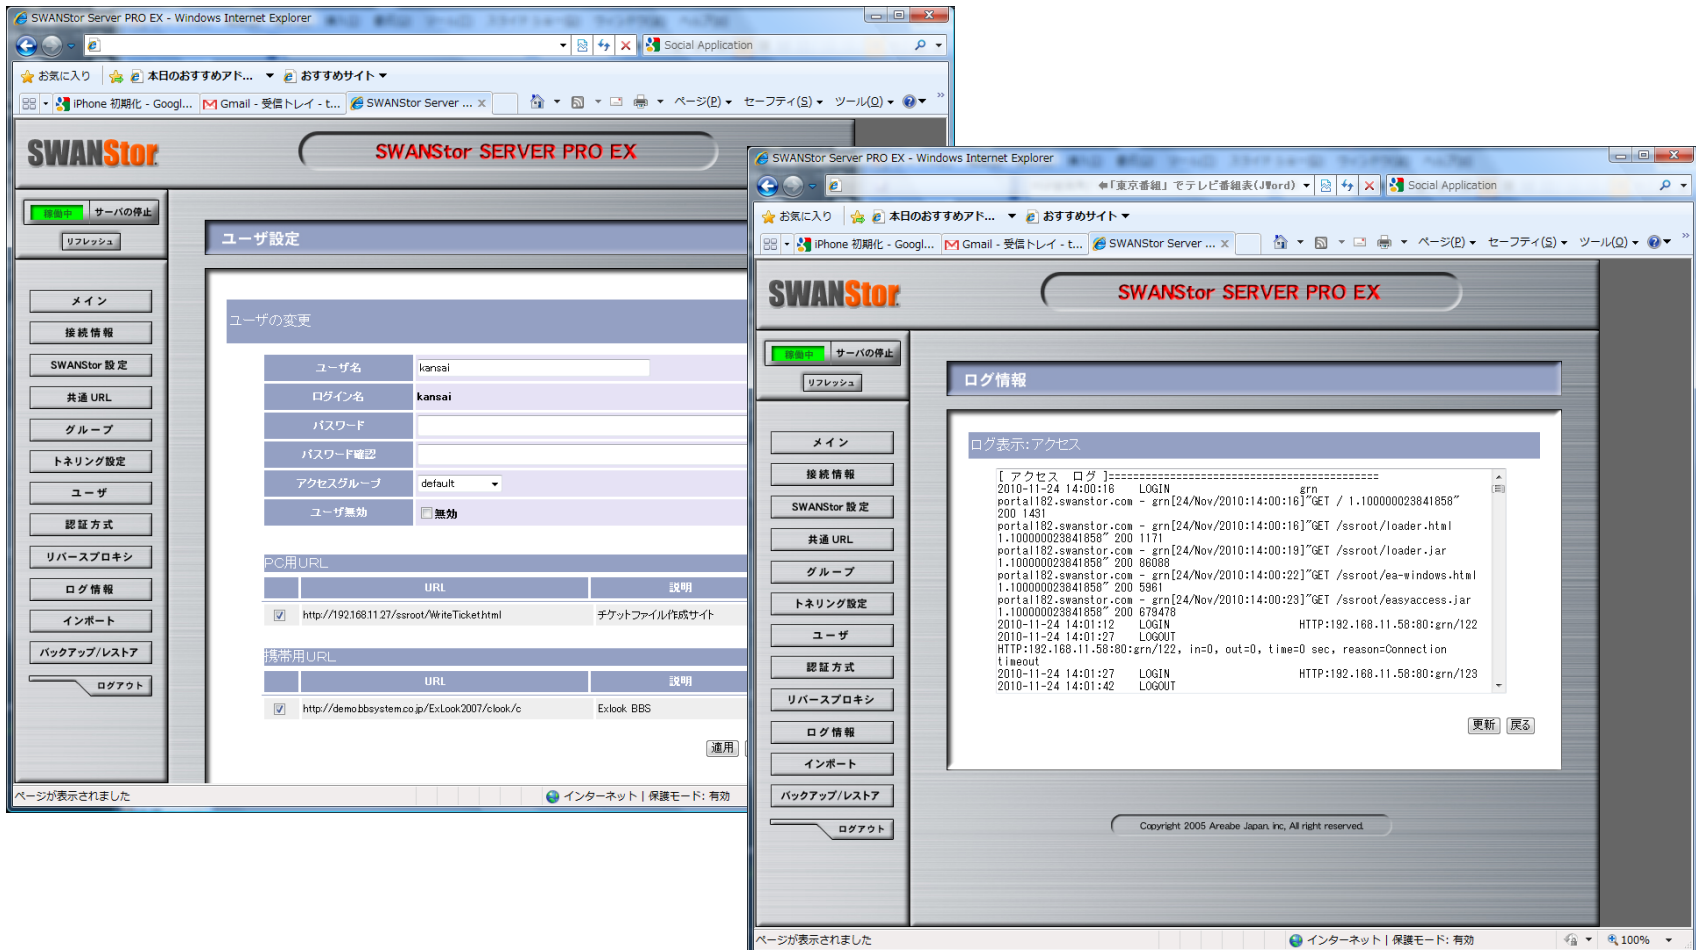 SWANStor Server PRO EX - Windows Internet Explorer
Social Application
お気に入り 本日のおすすめアド... おすすめサイト
iPhone 初期化 - Googl... Gmail - 受信トレイ - t... SWANStor Server ... x ページ(P) セーフティ(S) ツール(O)
SWANStor
SWANStor SERVER PRO EX
稼働中 サーバの停止
リフレッシュ
メイン
接続情報
SWANStor 設定
共通 URL
グループ
トネリング設定
ユーザ
認証方式
リバースプロキシ
ログ情報
インポート
バックアップ/レストア
ログアウト
ユーザ設定
ユーザの変更
ユーザ名 kansai
ログイン名 kansai
パスワード
パスワード確認
アクセスグループ default
ユーザ無効 無効
PC用URL
URL 説明
http://192.168.11.27/ssroot/WriteTicket.html チケットファイル作成サイト
携帯用URL
URL 説明
http://demo.bbsystem.co.jp/ExLook2007/clook/c Exlook BBS
適用
ページが表示されました インターネット | 保護モード: 有効
SWANStor Server PRO EX - Windows Internet Explorer
「東京番組」でテレビ番組表(JWord) Social Application
お気に入り 本日のおすすめアド... おすすめサイト
iPhone 初期化 - Googl... Gmail - 受信トレイ - t... SWANStor Server ... x ページ(P) セーフティ(S) ツール(O)
SWANStor
SWANStor SERVER PRO EX
稼働中 サーバの停止
リフレッシュ
メイン
接続情報
SWANStor 設定
共通 URL
グループ
トネリング設定
ユーザ
認証方式
リバースプロキシ
ログ情報
インポート
バックアップ/レストア
ログアウト
ログ情報
ログ表示:アクセス
[ アクセス ログ ]=============================================
2010-11-24 14:00:16 LOGIN grn
portal182.swanstor.com - grn[24/Nov/2010:14:00:16]"GET / 1.100000023841858"
200 1431
portal182.swanstor.com - grn[24/Nov/2010:14:00:16]"GET /ssroot/loader.html
1.100000023841858" 200 1171
portal182.swanstor.com - grn[24/Nov/2010:14:00:19]"GET /ssroot/loader.jar
1.100000023841858" 200 86088
portal182.swanstor.com - grn[24/Nov/2010:14:00:22]"GET /ssroot/ea-windows.html
1.100000023841858" 200 5961
portal182.swanstor.com - grn[24/Nov/2010:14:00:23]"GET /ssroot/easyaccess.jar
1.100000023841858" 200 679478
2010-11-24 14:01:12 LOGIN HTTP:192.168.11.58:80:grn/122
2010-11-24 14:01:27 LOGOUT
HTTP:192.168.11.58:80:grn/122, in=0, out=0, time=0 sec, reason=Connection
timeout
2010-11-24 14:01:27 LOGIN HTTP:192.168.11.58:80:grn/123
2010-11-24 14:01:42 LOGOUT
更新 戻る
Copyright 2005 Areabe Japan. inc, All right reserved.
ページが表示されました インターネット | 保護モード: 有効 100%